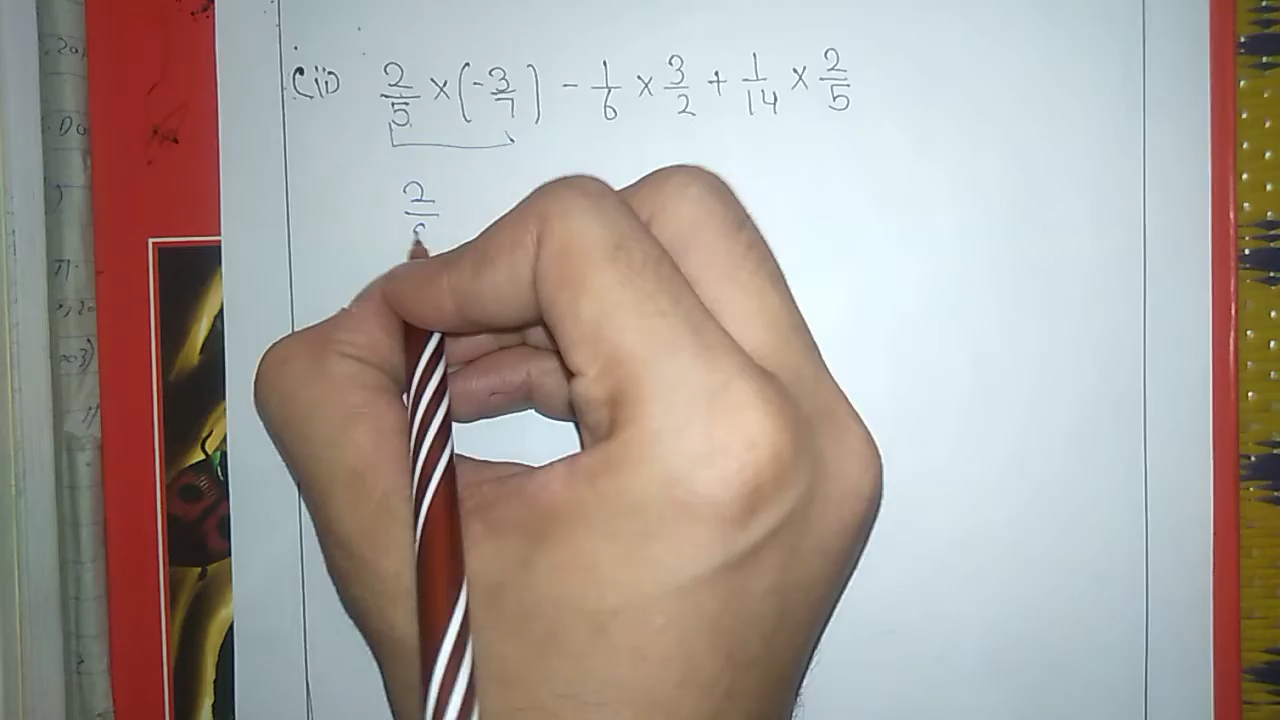 (ii) 2/5 × (-3/7) - 1/6 × 3/2 + 1/14 × 2/5
2